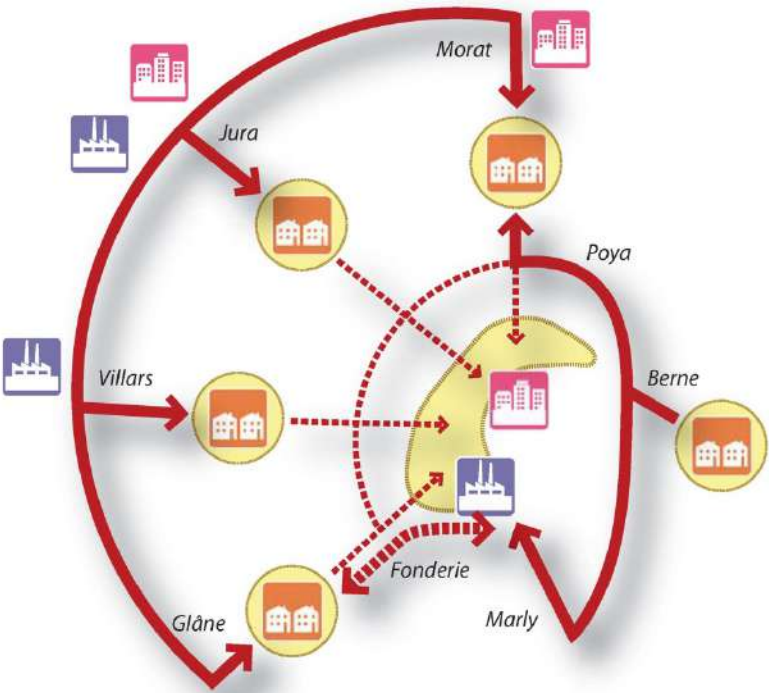 Morat
Jura
Poya
Villars
Berne
Fonderie
Glâne
Marly